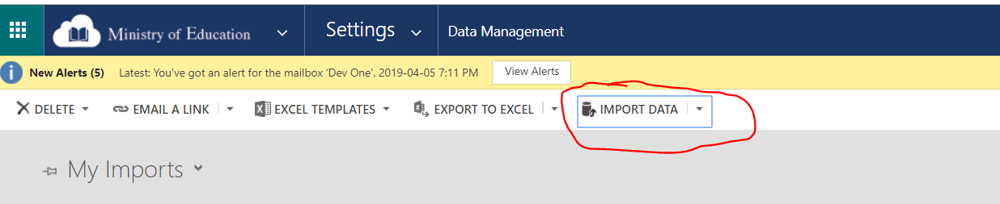 Ministry of Education Settings Data Management
New Alerts (5) Latest: You've got an alert for the mailbox 'Dev One'. 2019-04-05 7:11 PM View Alerts
DELETE EMAIL A LINK EXCEL TEMPLATES EXPORT TO EXCEL IMPORT DATA
My Imports